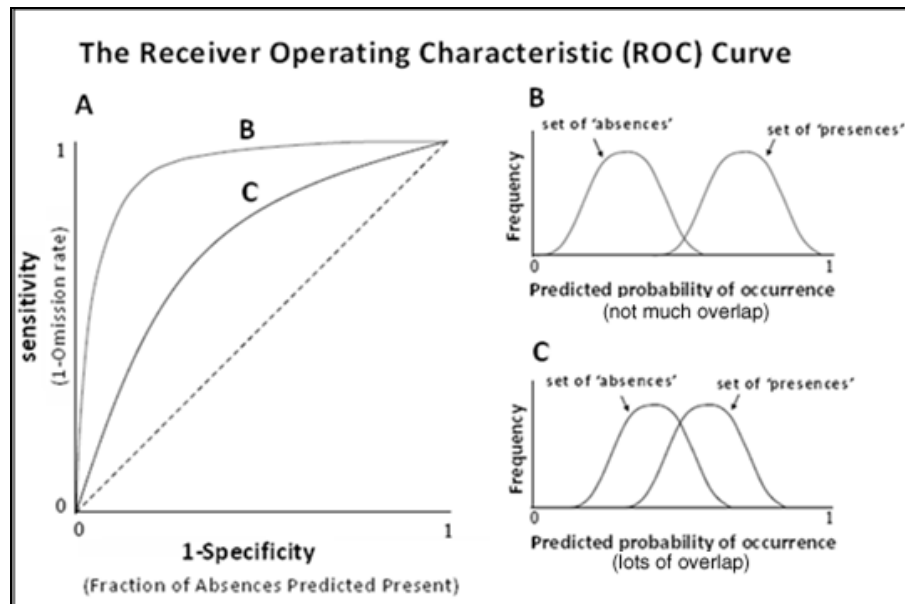 The Receiver Operating Characteristic (ROC) Curve
A
1
B
C
sensitivity
(1-Omission rate)
0
0
1
1-Specificity
(Fraction of Absences Predicted Present)
B
set of 'absences'
set of 'presences'
Frequency
0
1
Predicted probability of occurrence
(not much overlap)
C
set of 'absences'
set of 'presences'
Frequency
0
1
Predicted probability of occurrence
(lots of overlap)